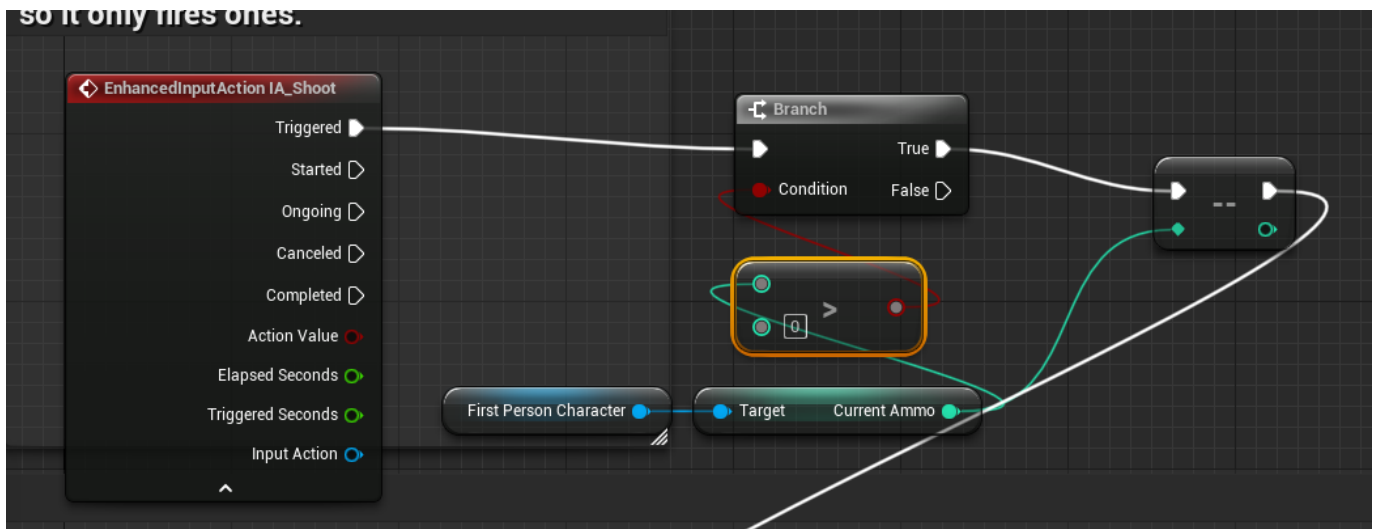 so it only fires ones.
EnhancedInputAction IA_Shoot
Triggered
Started
Ongoing
Canceled
Completed
Action Value
Elapsed Seconds
Triggered Seconds
Input Action
Branch
True
Condition
False
--
>
0
First Person Character
Target
Current Ammo